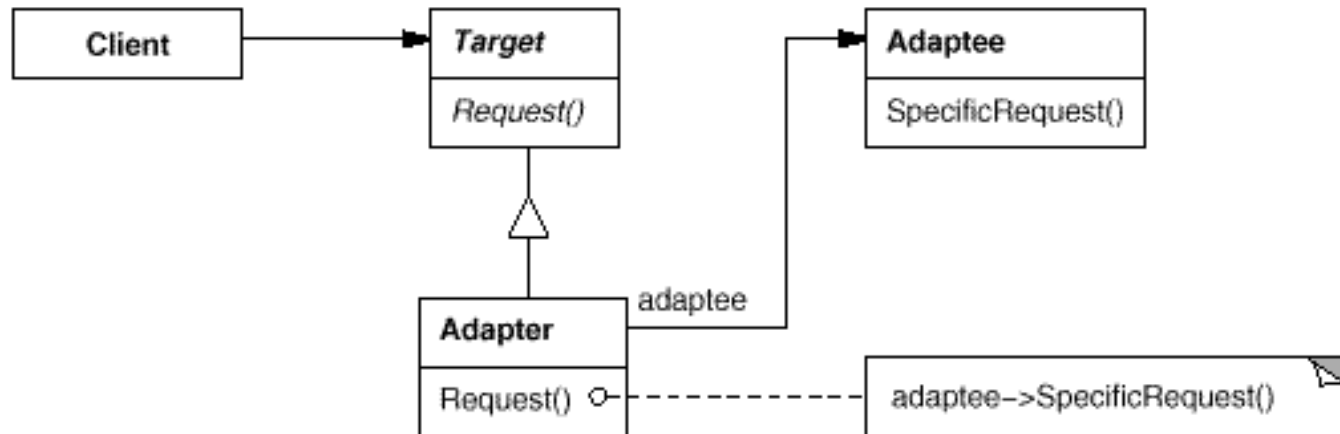 Client
Target
Request()
Adaptee
SpecificRequest()
adaptee
Adapter
Request()
adaptee->SpecificRequest()